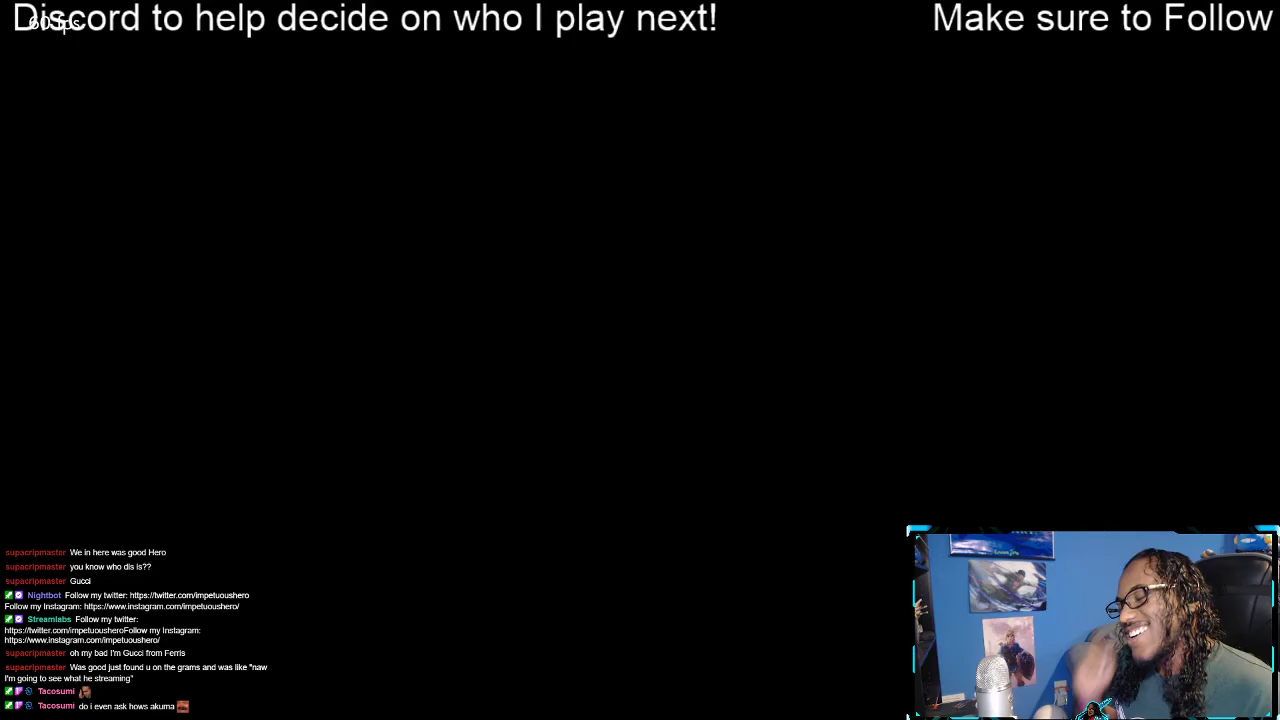 Discord to help decide on who I play next! Make sure to Follow
60 fps
supacripmaster We in here was good Hero
supacripmaster you know who dis is??
supacripmaster Gucci
Nightbot Follow my twitter: https://twitter.com/impetuoushero
Follow my Instagram: https://www.instagram.com/impetuoushero/
Streamlabs Follow my twitter:
https://twitter.com/impetuousheroFollow my Instagram:
https://www.instagram.com/impetuoushero/
supacripmaster oh my bad I'm Gucci from Ferris
supacripmaster Was good just found u on the grams and was like "naw
I'm going to see what he streaming"
Tacosumi
Tacosumi do i even ask hows akuma